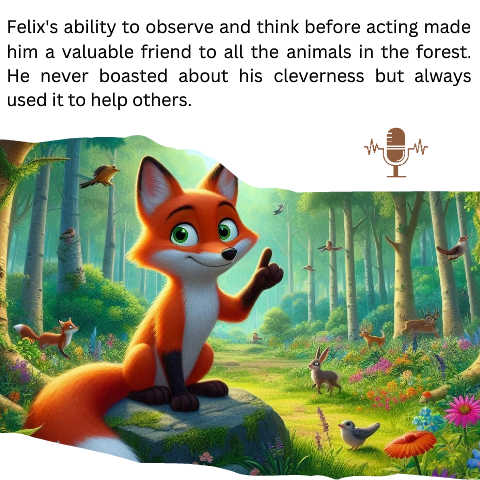 Felix's ability to observe and think before acting made
him a valuable friend to all the animals in the forest.
He never boasted about his cleverness but always
used it to help others.